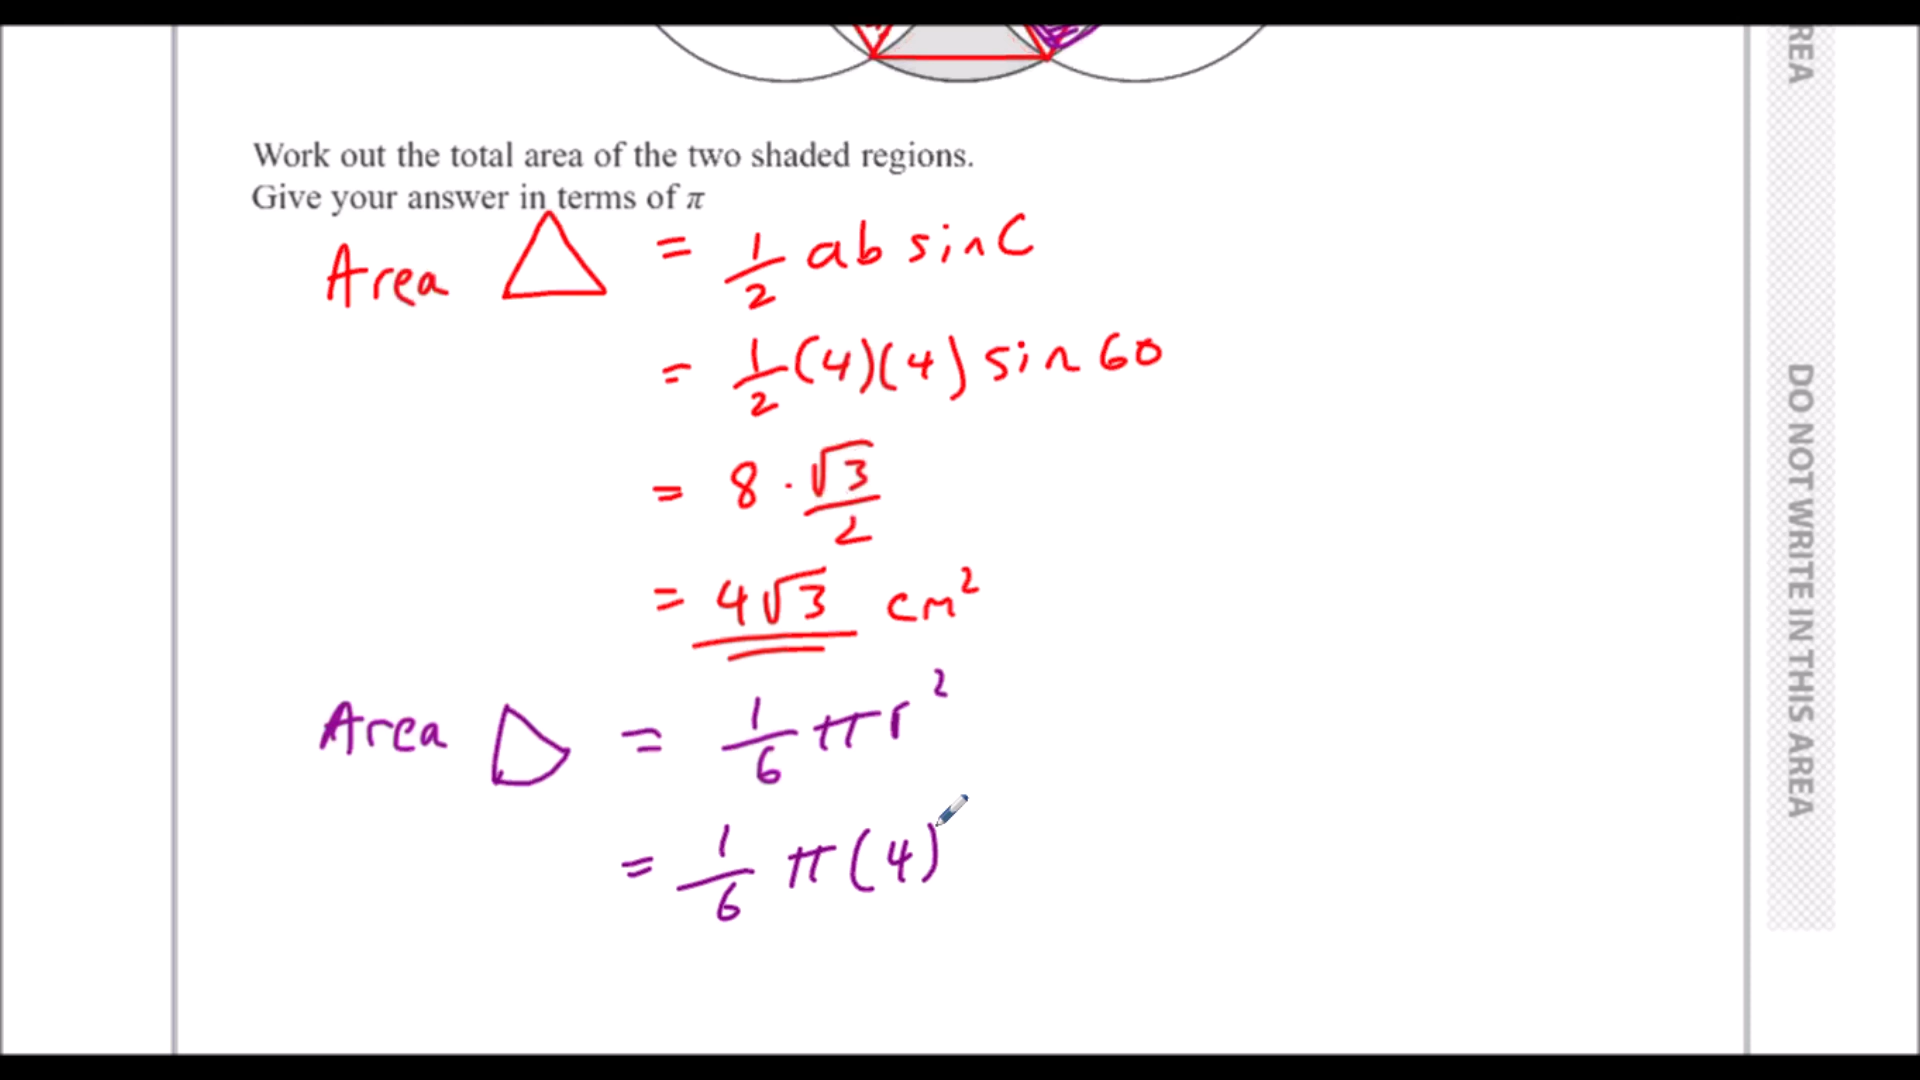 REA
Work out the total area of the two shaded regions.
Give your answer in terms of π
Area △ = 1/2 ab sin C
= 1/2 (4)(4) sin 60
= 8 · √3/2
= 4√3 cm²
Area = 1/6 πr²
= 1/6 π(4)
DO NOT WRITE IN THIS AREA